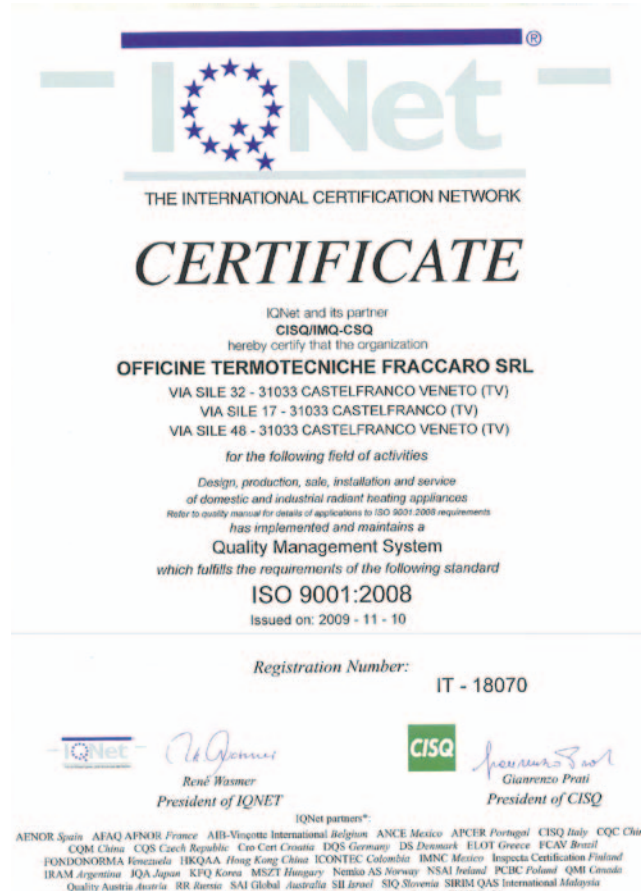 ®
IQNet
THE INTERNATIONAL CERTIFICATION NETWORK
CERTIFICATE
IQNet and its partner
CISQ/IMQ-CSQ
hereby certify that the organization
OFFICINE TERMOTECNICHE FRACCARO SRL
VIA SILE 32 - 31033 CASTELFRANCO VENETO (TV)
VIA SILE 17 - 31033 CASTELFRANCO (TV)
VIA SILE 48 - 31033 CASTELFRANCO VENETO (TV)
for the following field of activities
Design, production, sale, installation and service
of domestic and industrial radiant heating appliances
Refer to quality manual for details of applications to ISO 9001:2008 requirements
has implemented and maintains a
Quality Management System
which fulfills the requirements of the following standard
ISO 9001:2008
Issued on: 2009 - 11 - 10
Registration Number:
IT - 18070
IQNet
CISQ
René Wasmer
Gianrenzo Prati
President of IQNET
President of CISQ
IQNet partners*:
AENOR Spain AFAQ AFNOR France AIB-Vinçotte International Belgium ANCE Mexico APCER Portugal CISQ Italy CQC Chi
CQM China CQS Czech Republic Cro Cert Croatia DQS Germany DS Denmark ELOT Greece FCAV Brazil
FONDONORMA Venezuela HKQAA Hong Kong China ICONTEC Colombia IMNC Mexico Inspecta Certification Finland
IRAM Argentina JQA Japan KFQ Korea MSZT Hungary Nemko AS Norway NSAI Ireland PCBC Poland QMI Canada
Quality Austria Austria RR Russia SAI Global Australia SII Israel SIQ Slovenia SIRIM QAS International Malaysia